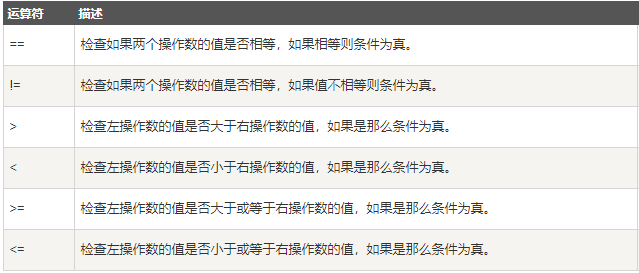 运算符 描述
== 检查如果两个操作数的值是否相等，如果相等则条件为真。
!= 检查如果两个操作数的值是否相等，如果值不相等则条件为真。
> 检查左操作数的值是否大于右操作数的值，如果是那么条件为真。
< 检查左操作数的值是否小于右操作数的值，如果是那么条件为真。
>= 检查左操作数的值是否大于或等于右操作数的值，如果是那么条件为真。
<= 检查左操作数的值是否小于或等于右操作数的值，如果是那么条件为真。